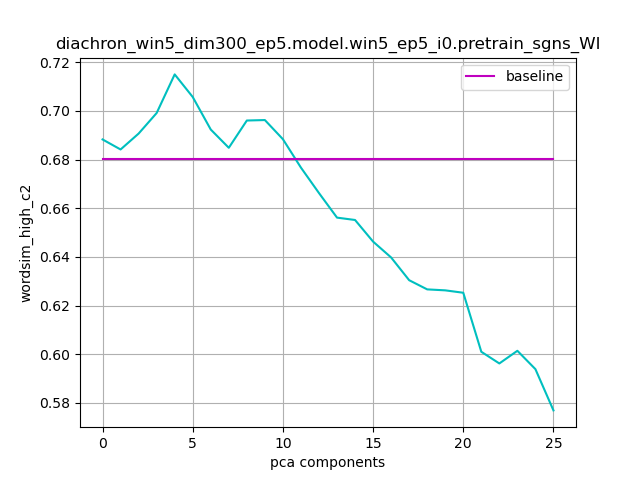 diachron_win5_dim300_ep5.model.win5_ep5_i0.pretrain_sgns_WI
baseline
0.72
0.70
0.68
0.66
0.64
0.62
0.60
0.58
wordsim_high_c2
0 5 10 15 20 25
pca components